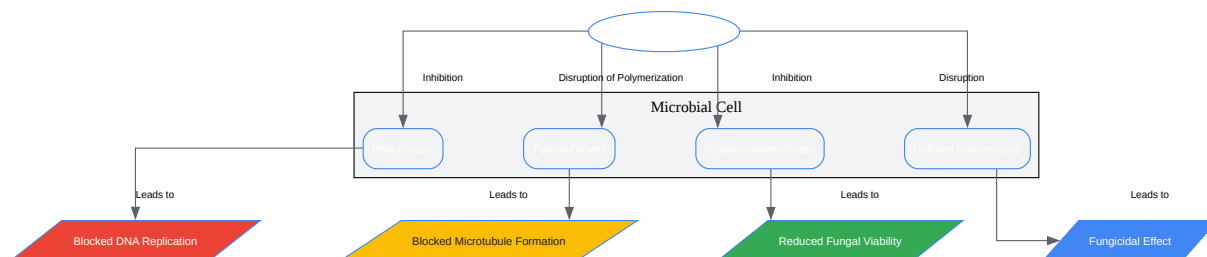 Inhibition
Disruption of Polymerization
Inhibition
Disruption
Microbial Cell
DNA Gyrase
Tubulin Dimers
N-myristoyltransferase
Calcium Homeostasis
Leads to
Leads to
Leads to
Leads to
Blocked DNA Replication
Blocked Microtubule Formation
Reduced Fungal Viability
Fungicidal Effect